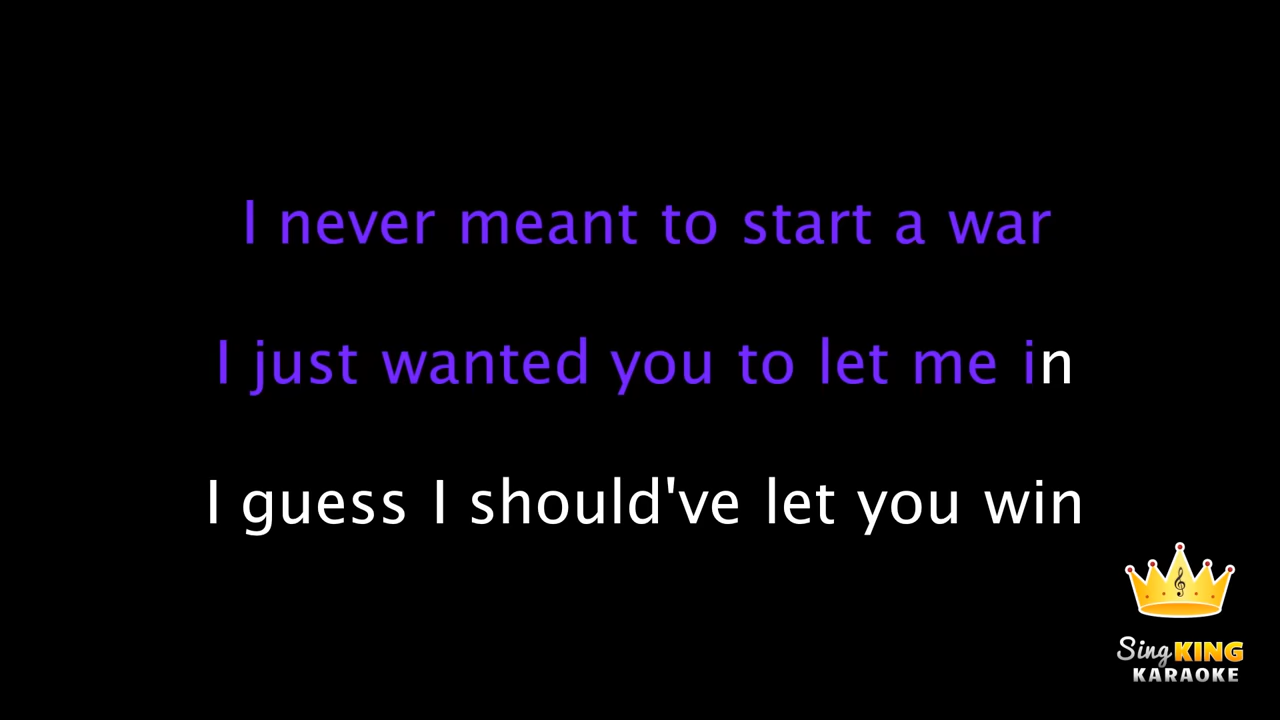 I never meant to start a war
I just wanted you to let me in
I guess I should've let you win
Sing KING
KARAOKE